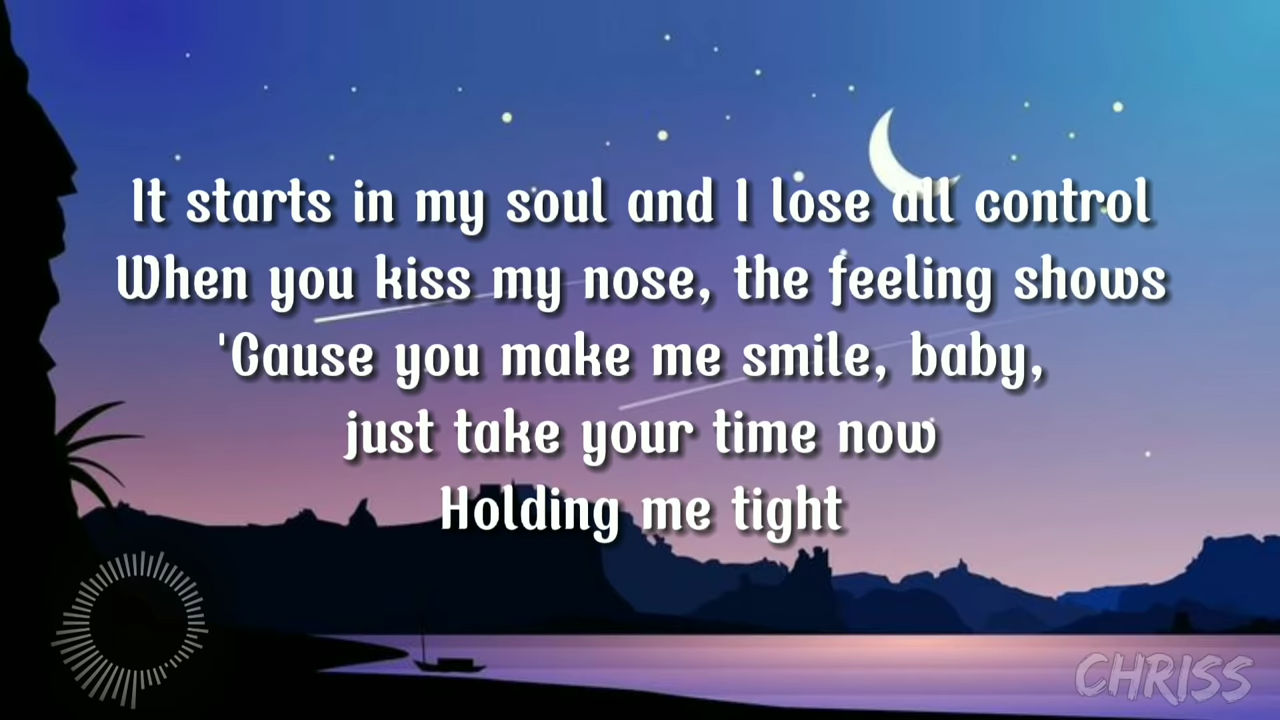 It starts in my soul and I lose all control
When you kiss my nose, the feeling shows
'Cause you make me smile, baby,
just take your time now
Holding me tight
CHRISS